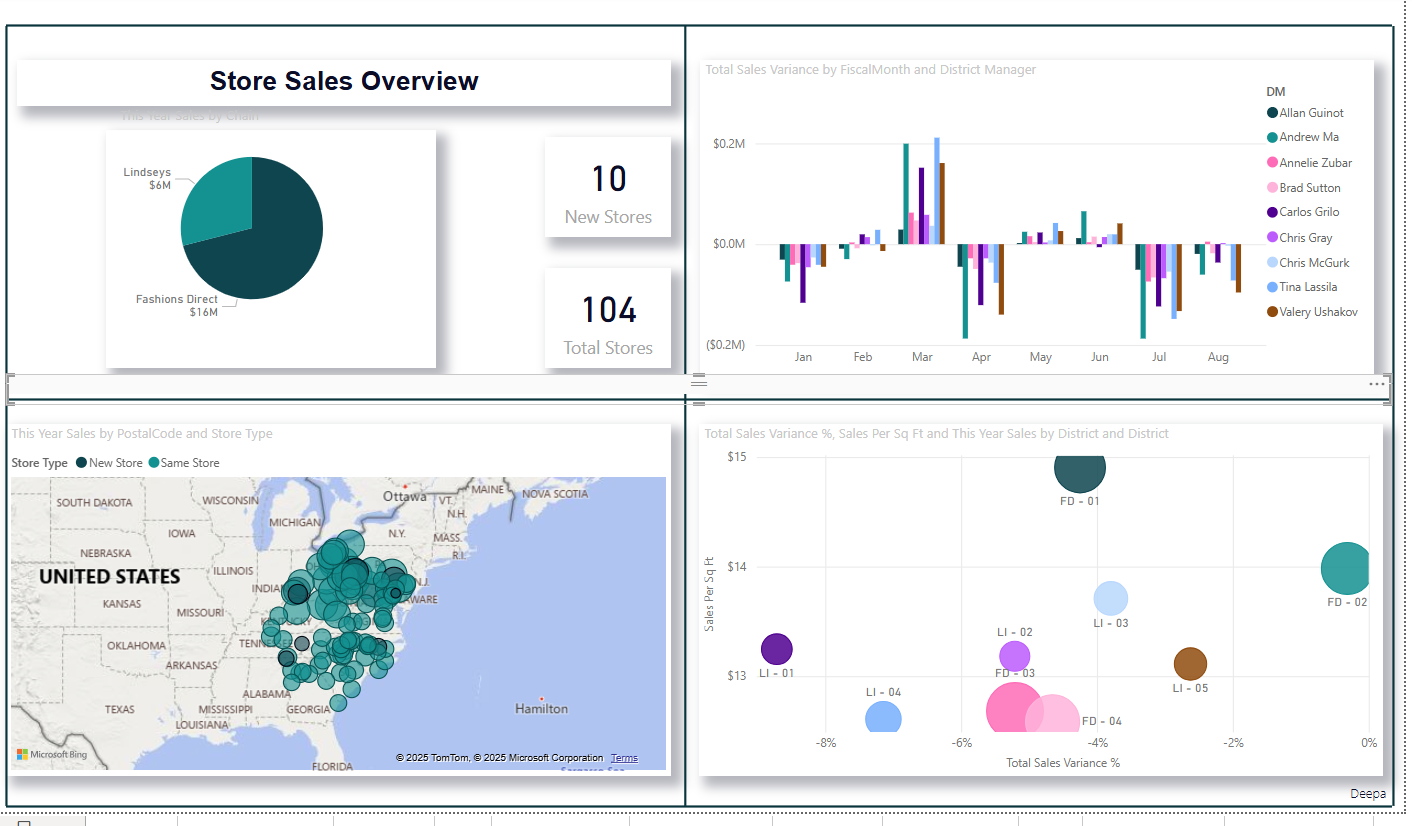 Store Sales Overview
This Year Sales by Chain
Lindseys
$6M
Fashions Direct
$16M
10
New Stores
104
Total Stores
Total Sales Variance by FiscalMonth and District Manager
$0.2M
$0.0M
($0.2M)
Jan Feb Mar Apr May Jun Jul Aug
DM
Allan Guinot
Andrew Ma
Annelie Zubar
Brad Sutton
Carlos Grilo
Chris Gray
Chris McGurk
Tina Lassila
Valery Ushakov
This Year Sales by PostalCode and Store Type
Store Type New Store Same Store
Ottawa
MAINE
NOVA SCOTIA
SOUTH DAKOTA
WISCONSIN
VT.
N.H.
MICHIGAN
IOWA
N.Y.
MASS.
NEBRASKA
R.I.
UNITED STATES
ILLINOIS
N.J.
KANSAS
MISSOURI
OKLAHOMA
ARKANSAS
ALABAMA
TEXAS
MISSISSIPPI
GEORGIA
LOUISIANA
Hamilton
FLORIDA
Microsoft Bing
© 2025 TomTom, © 2025 Microsoft Corporation Terms
Total Sales Variance %, Sales Per Sq Ft and This Year Sales by District and District
$15
$14
$13
Sales Per Sq Ft
FD - 01
FD - 02
LI - 03
LI - 02
FD - 03
LI - 01
LI - 05
LI - 04
FD - 04
-8% -6% -4% -2% 0%
Total Sales Variance %
Deepa